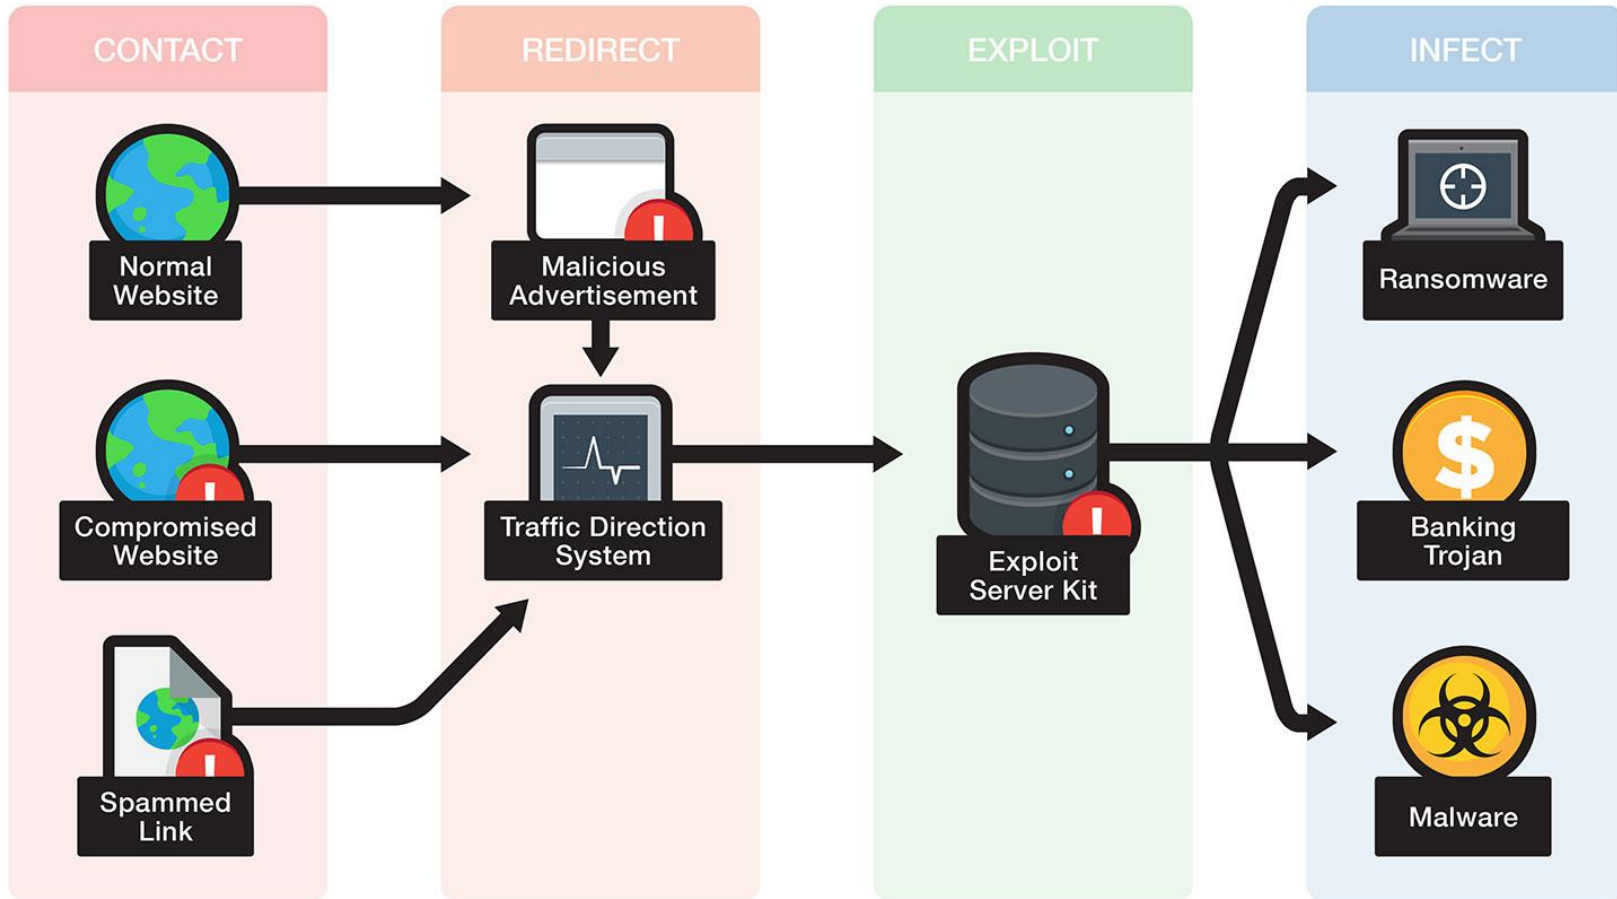 CONTACT
REDIRECT
EXPLOIT
INFECT
Normal
Website
Malicious
Advertisement
Ransomware
Compromised
Website
Traffic Direction
System
Exploit
Server Kit
Banking
Trojan
Spammed
Link
Malware